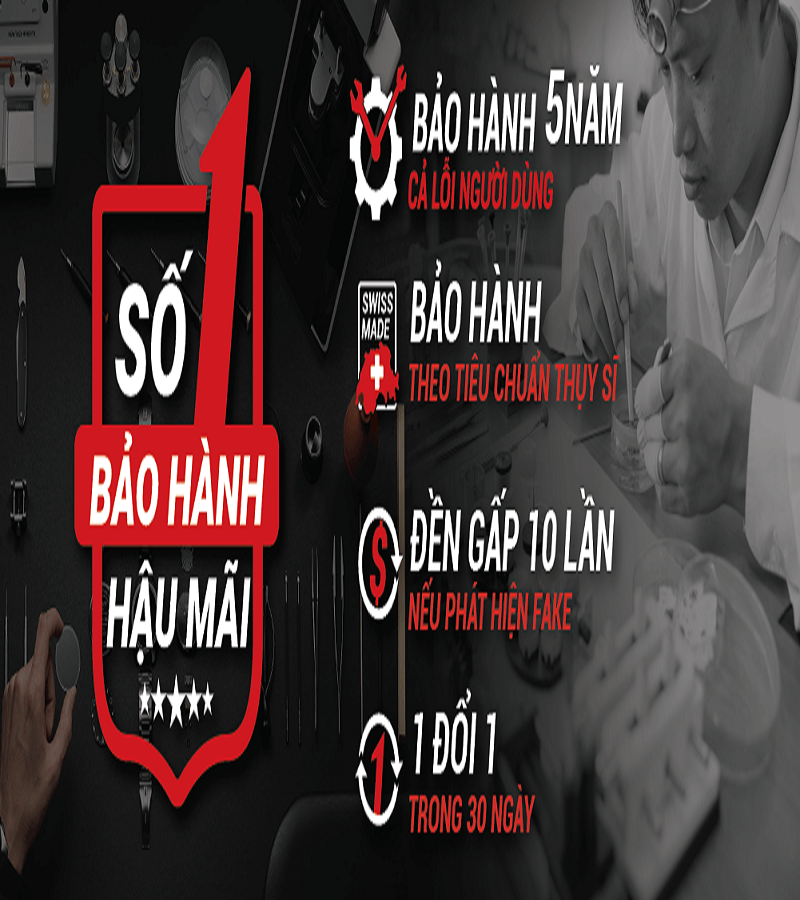 SỐ 1
BẢO HÀNH
HẬU MÃI
BẢO HÀNH 5NĂM
CẢ LỖI NGƯỜI DÙNG
SWISS
MADE
BẢO HÀNH
THEO TIÊU CHUẨN THỤY SĨ
ĐỀN GẤP 10 LẦN
NẾU PHÁT HIỆN FAKE
1
1 ĐỔI 1
TRONG 30 NGÀY